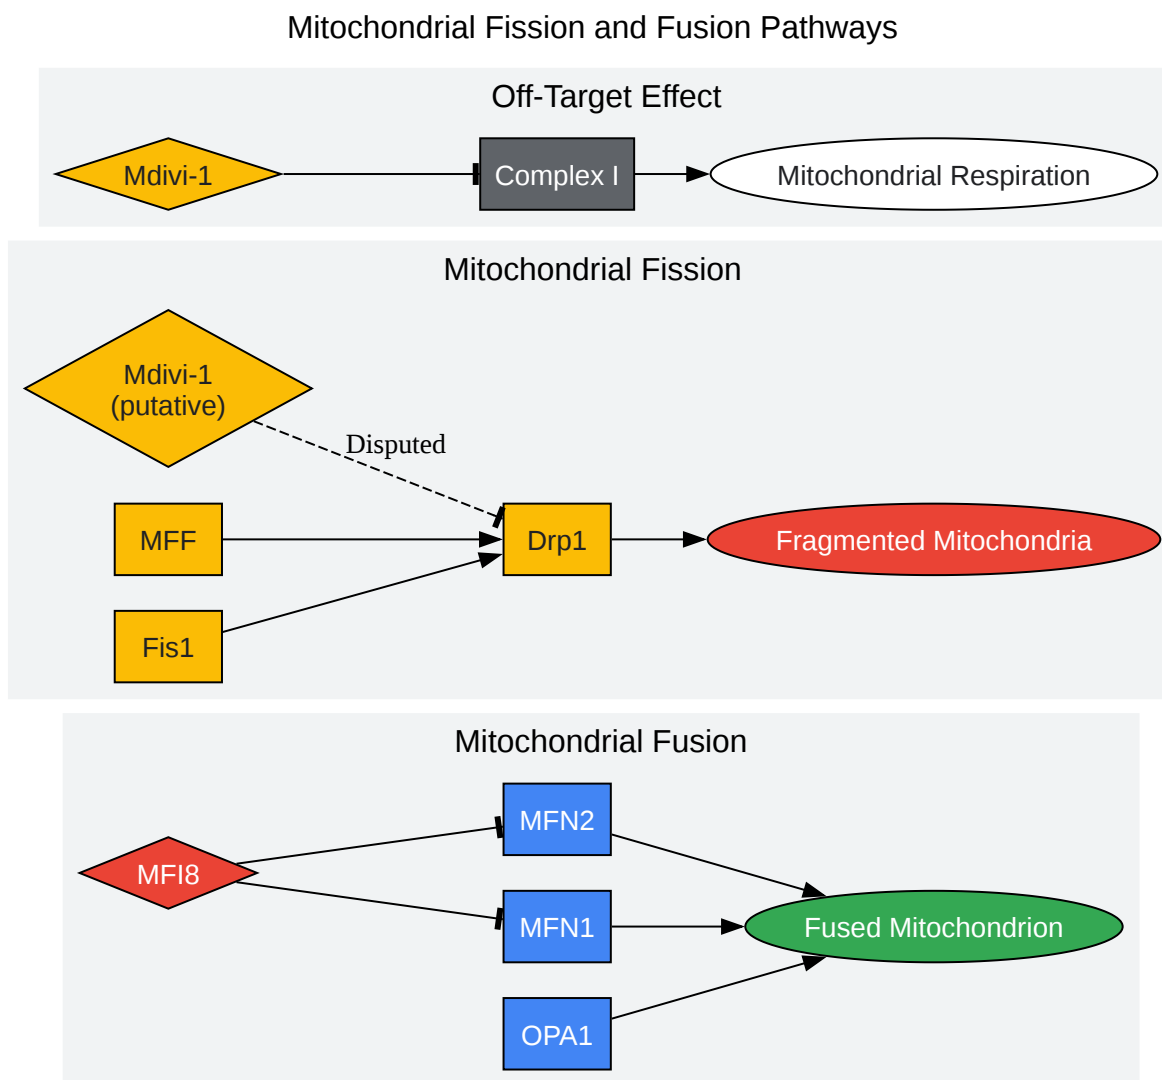 Mitochondrial Fission and Fusion Pathways
Off-Target Effect
Mdivi-1
Complex I
Mitochondrial Respiration
Mitochondrial Fission
Mdivi-1
(putative)
Disputed
MFF
Drp1
Fragmented Mitochondria
Fis1
Mitochondrial Fusion
MFN2
MFI8
MFN1
Fused Mitochondrion
OPA1